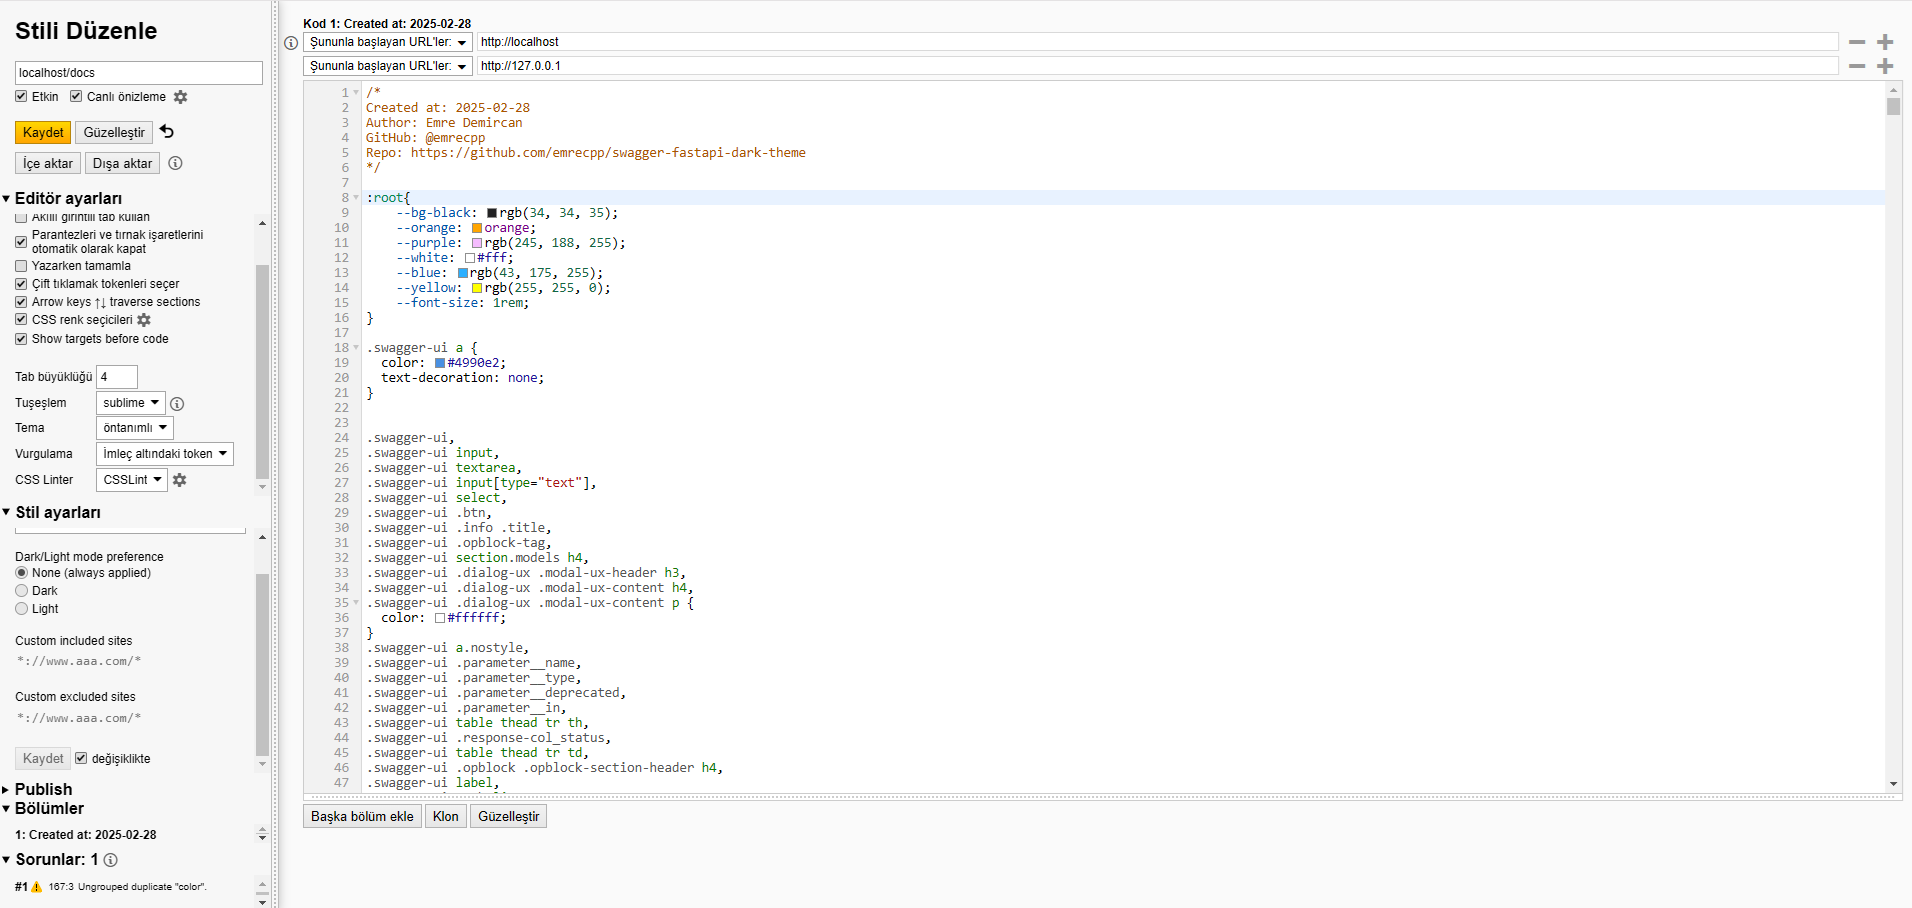 Stili Düzenle
localhost/docs
Etkin
Canlı önizleme
Kaydet
Güzelleştir
İçe aktar
Dışa aktar
Editör ayarları
Akıllı girintili tab kullan
Parantezleri ve tırnak işaretlerini
otomatik olarak kapat
Yazarken tamamla
Çift tıklamak tokenleri seçer
Arrow keys ↑↓ traverse sections
CSS renk seçicileri
Show targets before code
Tab büyüklüğü 4
Tuşeşlem sublime
Tema öntanımlı
Vurgulama İmleç altındaki token
CSS Linter CSSLint
Stil ayarları
Dark/Light mode preference
None (always applied)
Dark
Light
Custom included sites
*://www.aaa.com/*
Custom excluded sites
*://www.aaa.com/*
Kaydet
değişiklikte
Publish
Bölümler
1: Created at: 2025-02-28
Sorunlar: 1
#1 167:3 Ungrouped duplicate "color".
Kod 1: Created at: 2025-02-28
Şununla başlayan URL'ler: http://localhost
Şununla başlayan URL'ler: http://127.0.0.1
1 /*
2 Created at: 2025-02-28
3 Author: Emre Demircan
4 GitHub: @emrecpp
5 Repo: https://github.com/emrecpp/swagger-fastapi-dark-theme
6 */
7
8 :root{
9 --bg-black: rgb(34, 34, 35);
10 --orange: orange;
11 --purple: rgb(245, 188, 255);
12 --white: #fff;
13 --blue: rgb(43, 175, 255);
14 --yellow: rgb(255, 255, 0);
15 --font-size: 1rem;
16 }
17
18 .swagger-ui a {
19 color: #4990e2;
20 text-decoration: none;
21 }
22
23
24 .swagger-ui,
25 .swagger-ui input,
26 .swagger-ui textarea,
27 .swagger-ui input[type="text"],
28 .swagger-ui select,
29 .swagger-ui .btn,
30 .swagger-ui .info .title,
31 .swagger-ui .opblock-tag,
32 .swagger-ui section.models h4,
33 .swagger-ui .dialog-ux .modal-ux-header h3,
34 .swagger-ui .dialog-ux .modal-ux-content h4,
35 .swagger-ui .dialog-ux .modal-ux-content p {
36 color: #ffffff;
37 }
38 .swagger-ui a.nostyle,
39 .swagger-ui .parameter__name,
40 .swagger-ui .parameter__type,
41 .swagger-ui .parameter__deprecated,
42 .swagger-ui .parameter__in,
43 .swagger-ui table thead tr th,
44 .swagger-ui .response-col_status,
45 .swagger-ui table thead tr td,
46 .swagger-ui .opblock .opblock-section-header h4,
47 .swagger-ui label,
Başka bölüm ekle
Klon
Güzelleştir